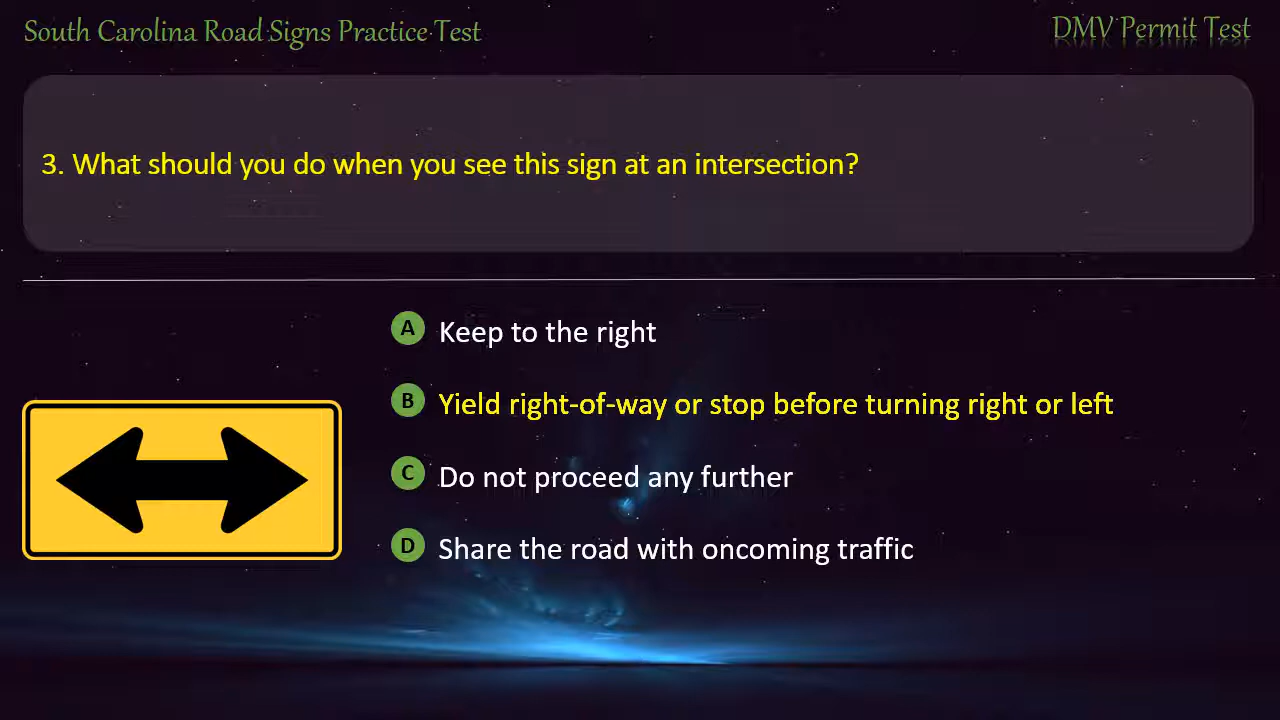 South Carolina Road Signs Practice Test
DMV Permit Test
3. What should you do when you see this sign at an intersection?
A Keep to the right
B Yield right-of-way or stop before turning right or left
C Do not proceed any further
D Share the road with oncoming traffic